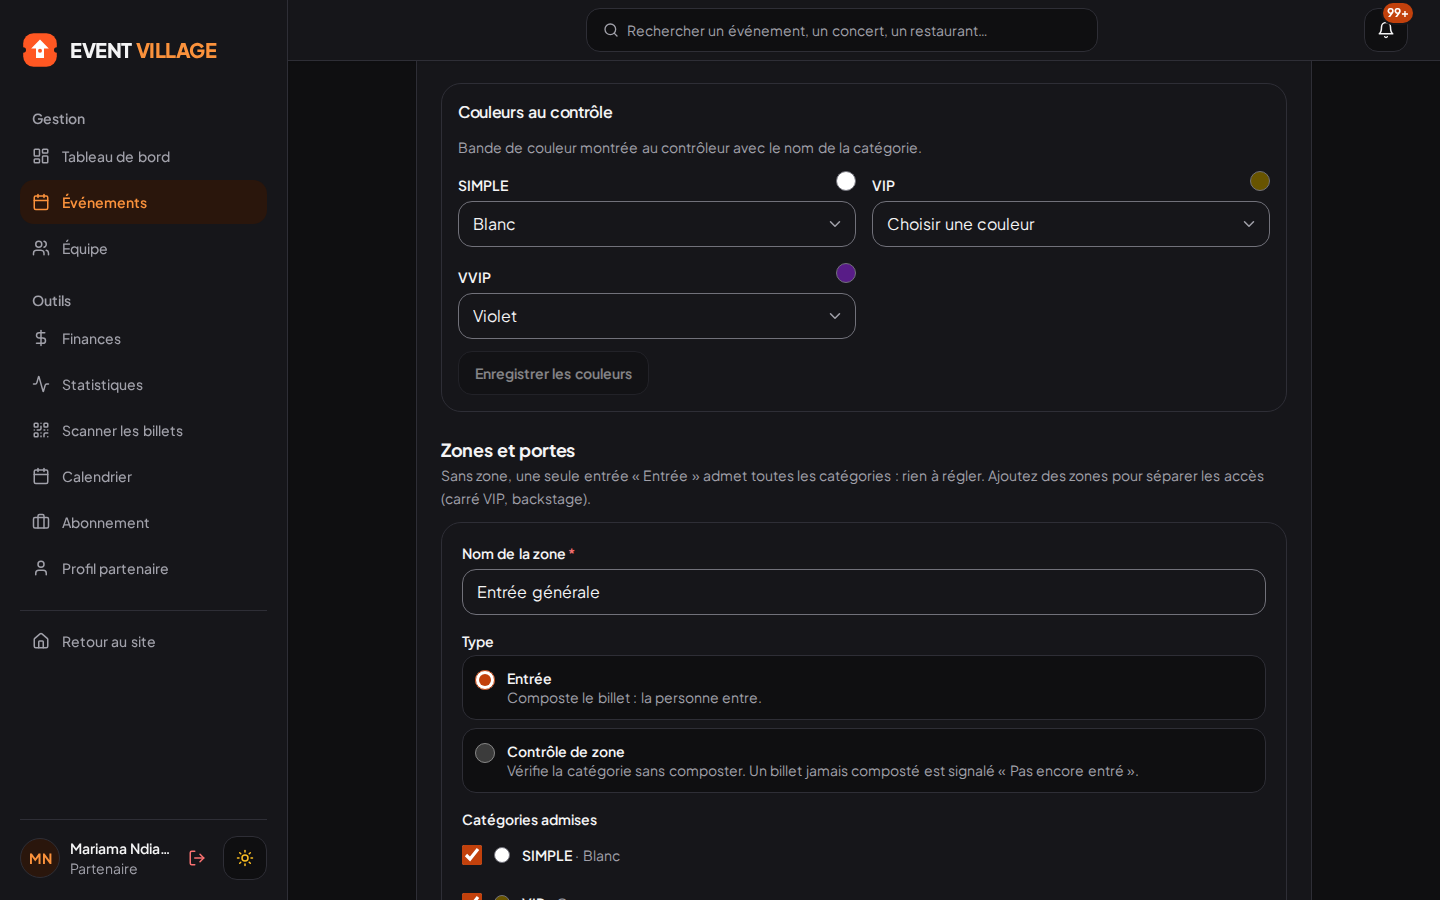 EVENT VILLAGE
Rechercher un événement, un concert, un restaurant...
99+
Gestion
Tableau de bord
Événements
Équipe
Outils
Finances
Statistiques
Scanner les billets
Calendrier
Abonnement
Profil partenaire
Retour au site
MN
Mariama Ndia...
Partenaire
Couleurs au contrôle
Bande de couleur montrée au contrôleur avec le nom de la catégorie.
SIMPLE
Blanc
VIP
Choisir une couleur
VVIP
Violet
Enregistrer les couleurs
Zones et portes
Sans zone, une seule entrée « Entrée » admet toutes les catégories : rien à régler. Ajoutez des zones pour séparer les accès
(carré VIP, backstage).
Nom de la zone *
Entrée générale
Type
Entrée
Composte le billet : la personne entre.
Contrôle de zone
Vérifie la catégorie sans composter. Un billet jamais composté est signalé « Pas encore entré ».
Catégories admises
SIMPLE · Blanc